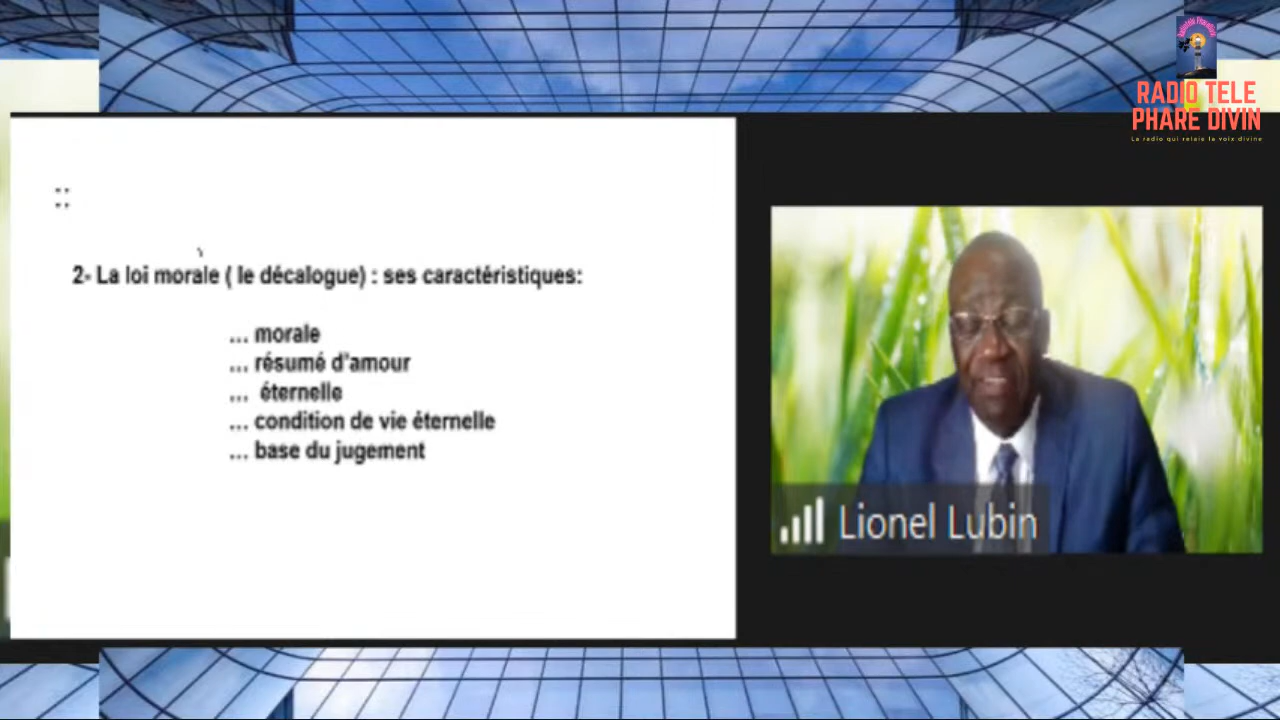 RADIO TELE
PHARE DIVIN
La radio qui relais la voix divine
::
2- La loi morale ( le décalogue) : ses caractéristiques:
... morale
... résumé d'amour
... éternelle
... condition de vie éternelle
... base du jugement
Lionel Lubin